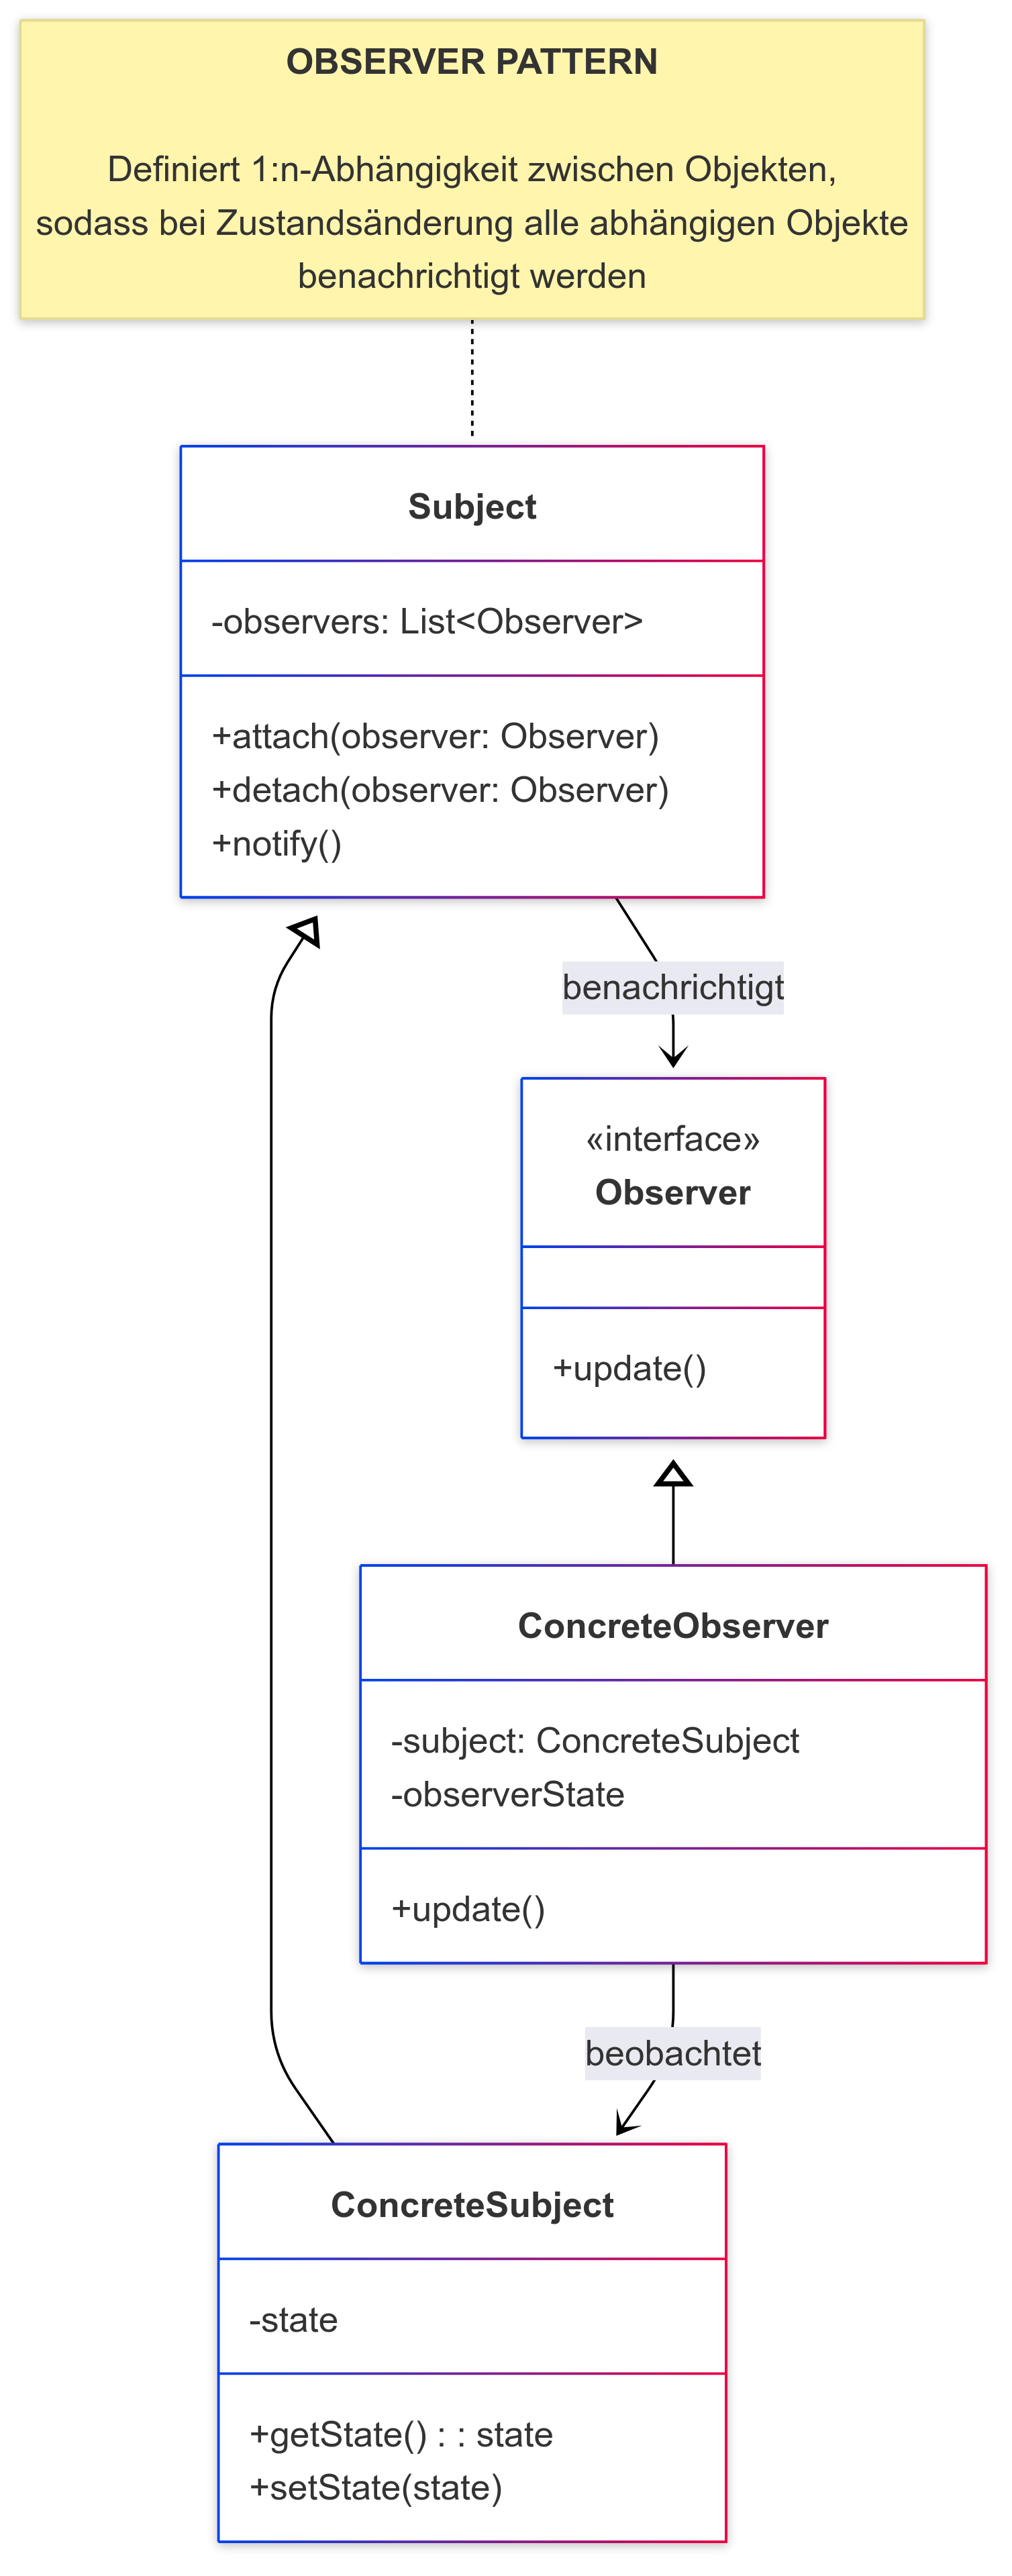 OBSERVER PATTERN
Definiert 1:n-Abhängigkeit zwischen Objekten,
sodass bei Zustandsänderung alle abhängigen Objekte
benachrichtigt werden
Subject
-observers: List<Observer>
+attach(observer: Observer)
+detach(observer: Observer)
+notify()
benachrichtigt
«interface»
Observer
+update()
ConcreteObserver
-subject: ConcreteSubject
-observerState
+update()
beobachtet
ConcreteSubject
-state
+getState() : : state
+setState(state)